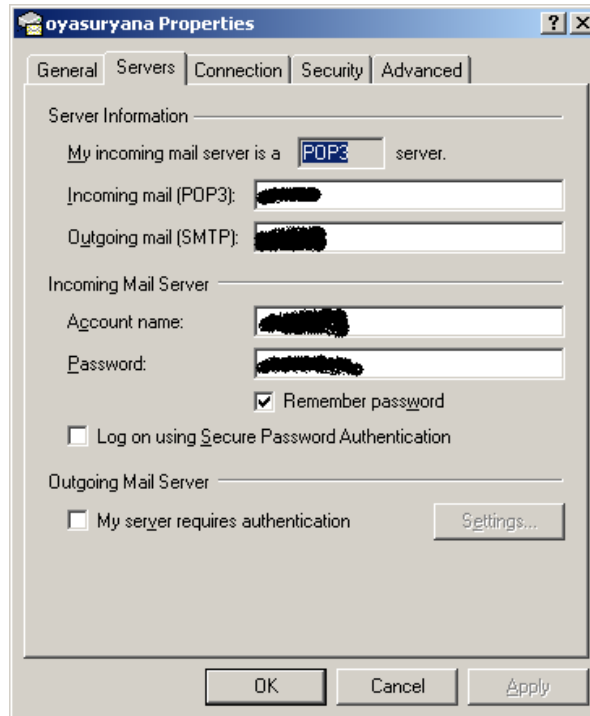 oyasuryana Properties
General Servers Connection Security Advanced
Server Information
My incoming mail server is a POP3 server.
Incoming mail (POP3):
Outgoing mail (SMTP):
Incoming Mail Server
Account name:
Password:
Remember password
Log on using Secure Password Authentication
Outgoing Mail Server
My server requires authentication Settings...
OK Cancel Apply